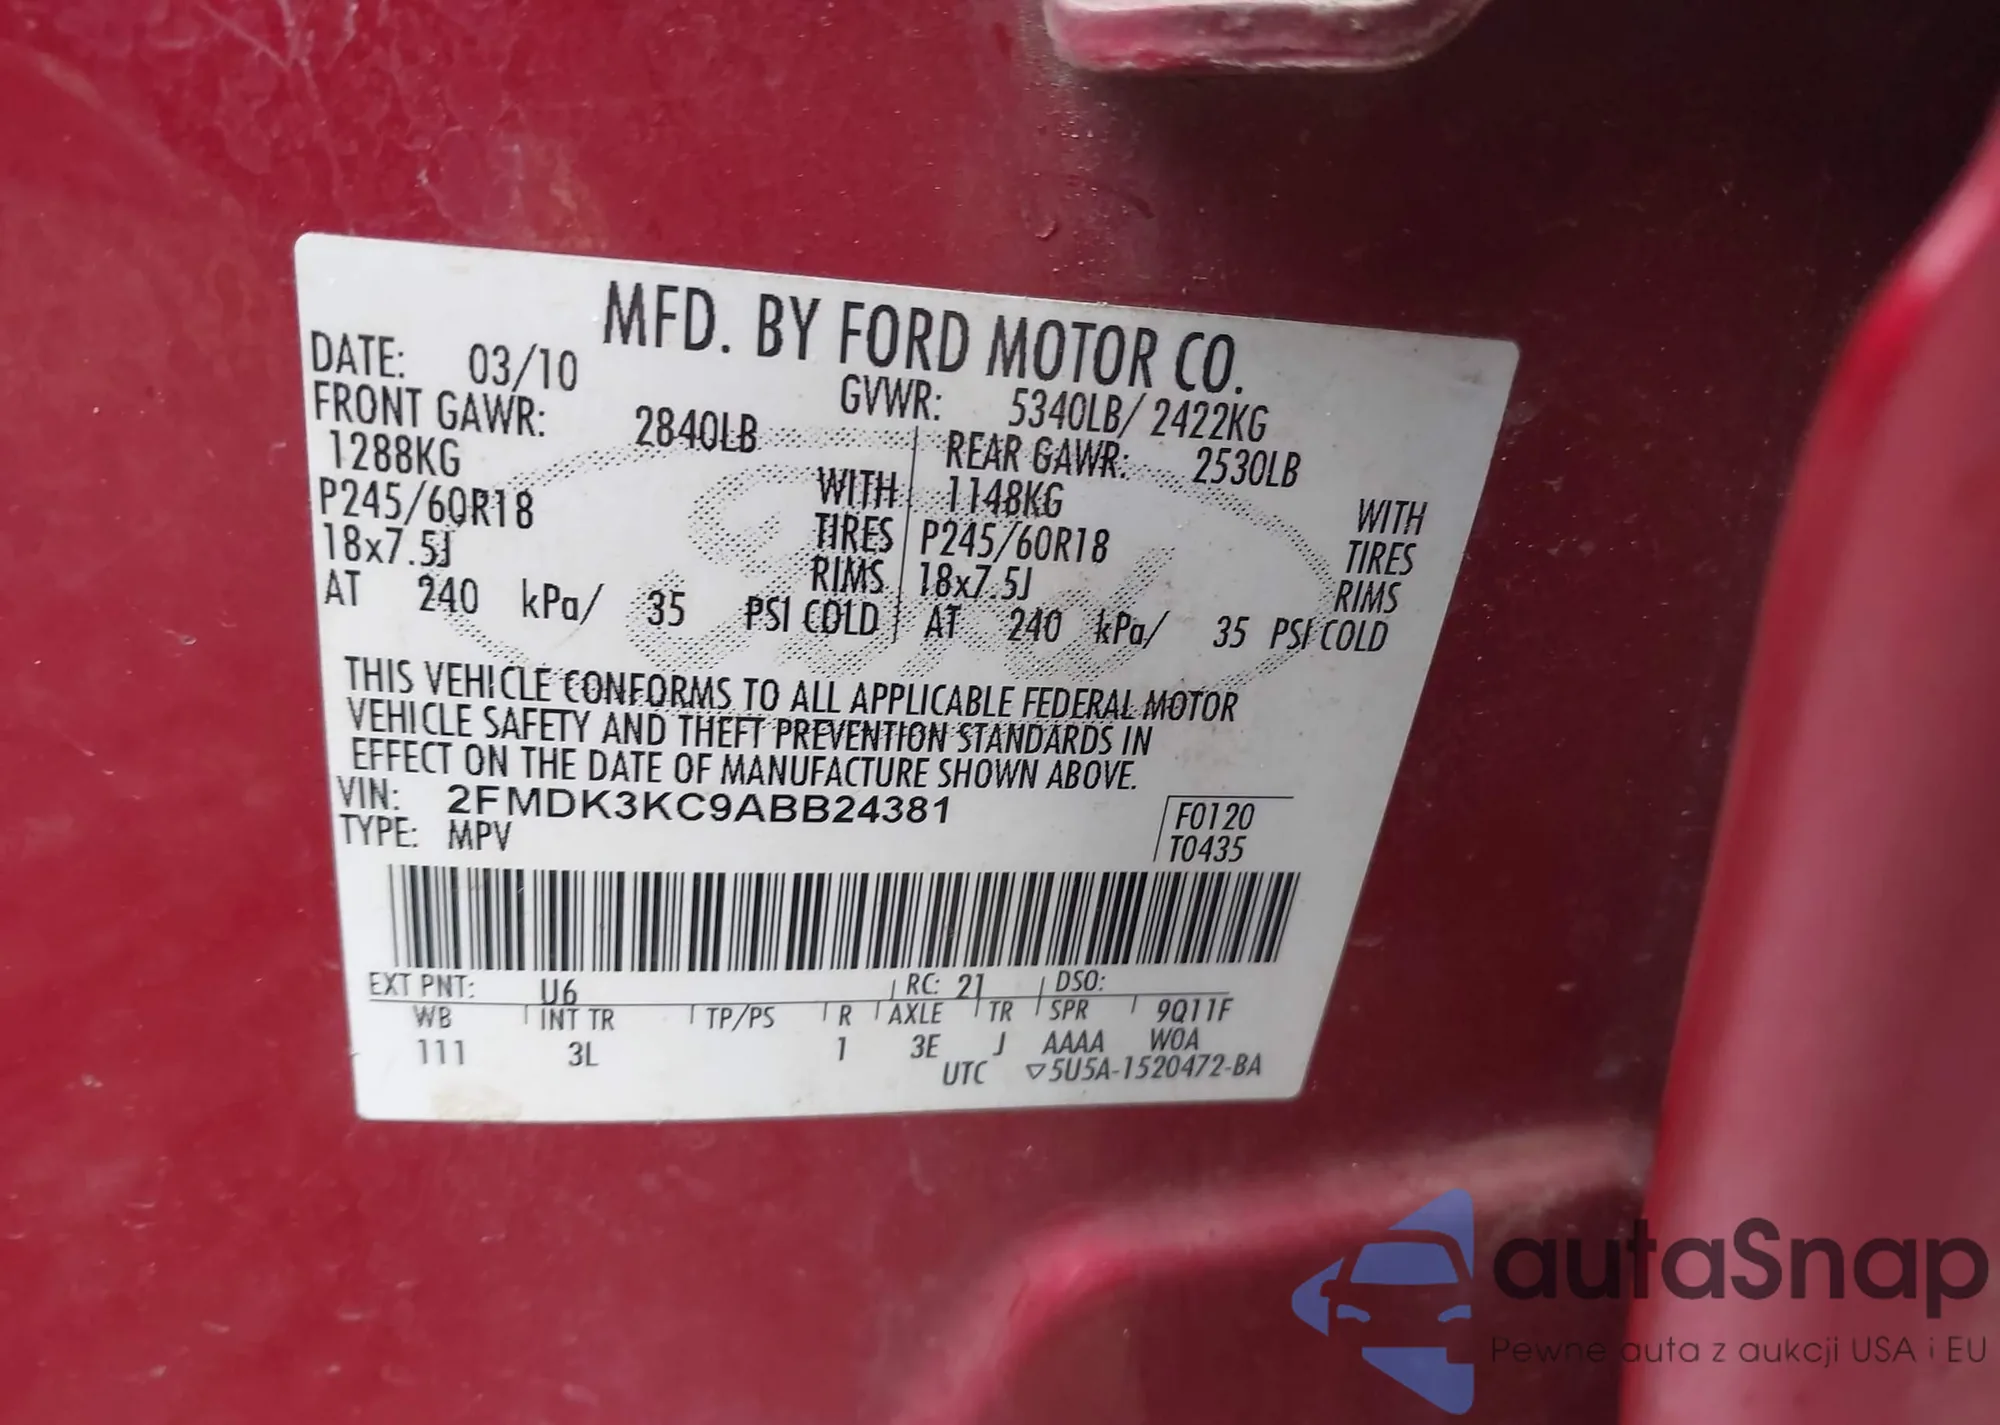 MFD. BY FORD MOTOR CO.
DATE: 03/10 GVWR: 5340LB/ 2422KG
FRONT GAWR: 2840LB REAR GAWR: 2530LB
1288KG WITH 1148KG WITH
P245/60R18 TIRES P245/60R18 TIRES
18x7.5J RIMS 18x7.5J RIMS
AT 240 kPa/ 35 PSI COLD AT 240 kPa/ 35 PSI COLD
THIS VEHICLE CONFORMS TO ALL APPLICABLE FEDERAL MOTOR
VEHICLE SAFETY AND THEFT PREVENTION STANDARDS IN
EFFECT ON THE DATE OF MANUFACTURE SHOWN ABOVE.
VIN: 2FMDK3KC9ABB24381 F0120
TYPE: MPV T0435
EXT PNT: U6 RC: 21 DSO:
WB INT TR TP/PS R AXLE TR SPR 9Q11F
111 3L 1 3E J AAAA W0A
UTC ▽5U5A-1520472-BA
autaSnap
Pewne auta z aukcji USA i EU